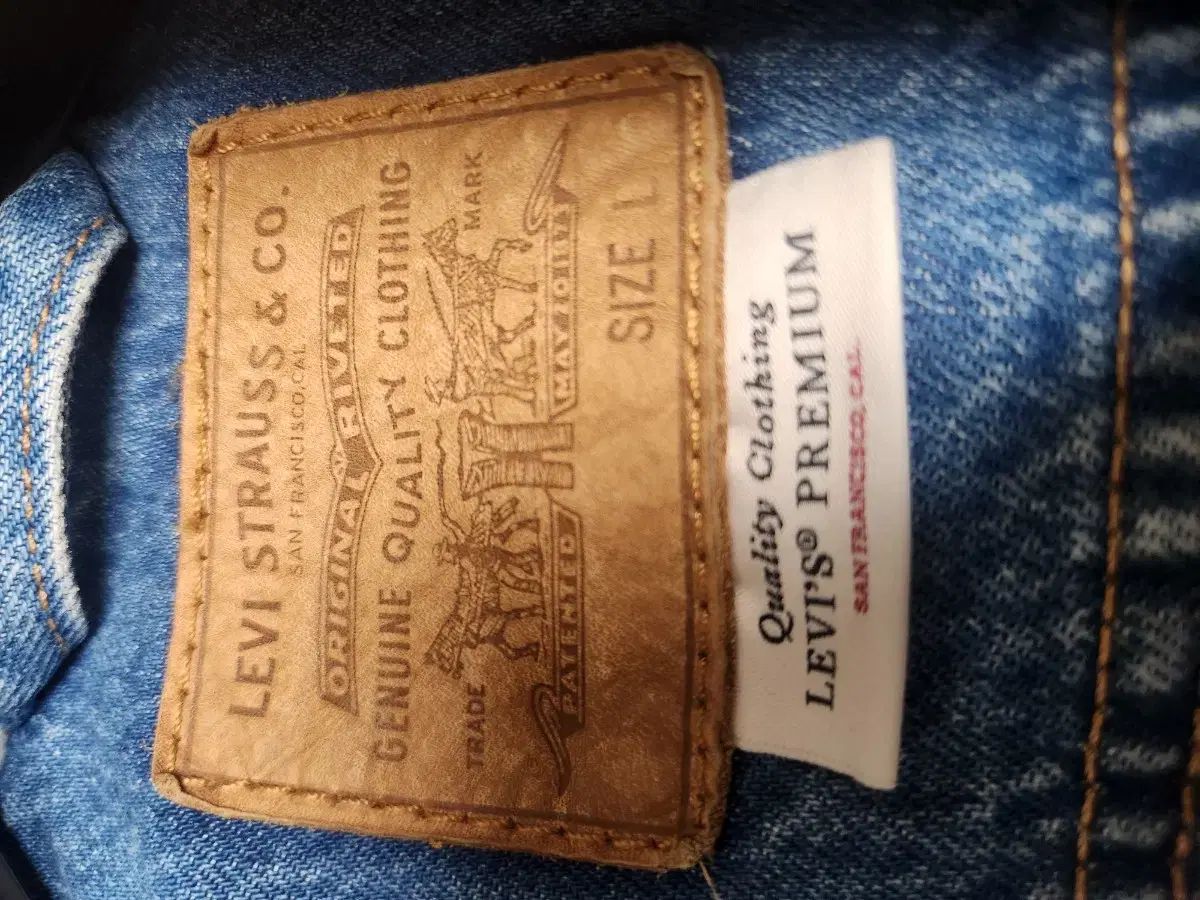 LEVI STRAUSS & CO.
SAN FRANCISCO, CAL.
ORIGINAL RIVETED
GENUINE QUALITY CLOTHING
TRADE MARK
PATENTED MAY 20 1873
SIZE L
Quality Clothing
LEVI'S® PREMIUM
SAN FRANCISCO, CAL.